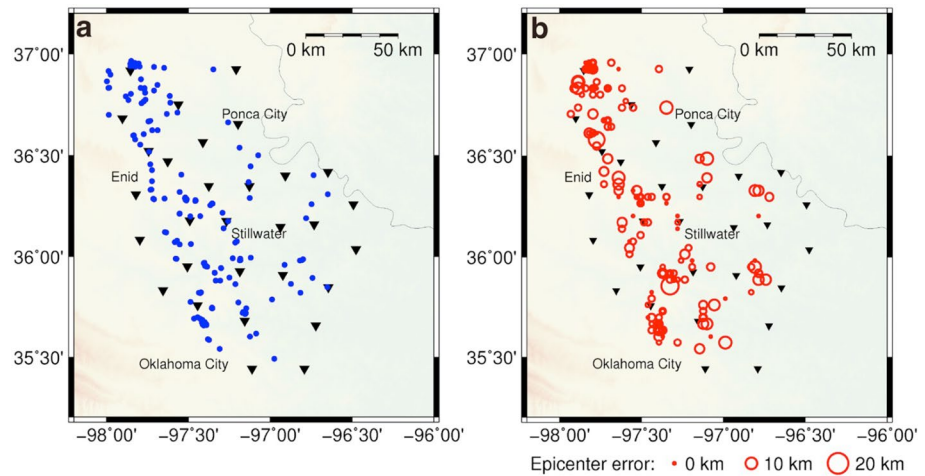 a
0 km 50 km
37°00'
36°30'
36°00'
35°30'
Ponca City
Enid
Stillwater
Oklahoma City
−98°00' −97°30' −97°00' −96°30' −96°00'
b
0 km 50 km
37°00'
36°30'
36°00'
35°30'
Ponca City
Enid
Stillwater
Oklahoma City
−98°00' −97°30' −97°00' −96°30' −96°00'
Epicenter error: 0 km 10 km 20 km